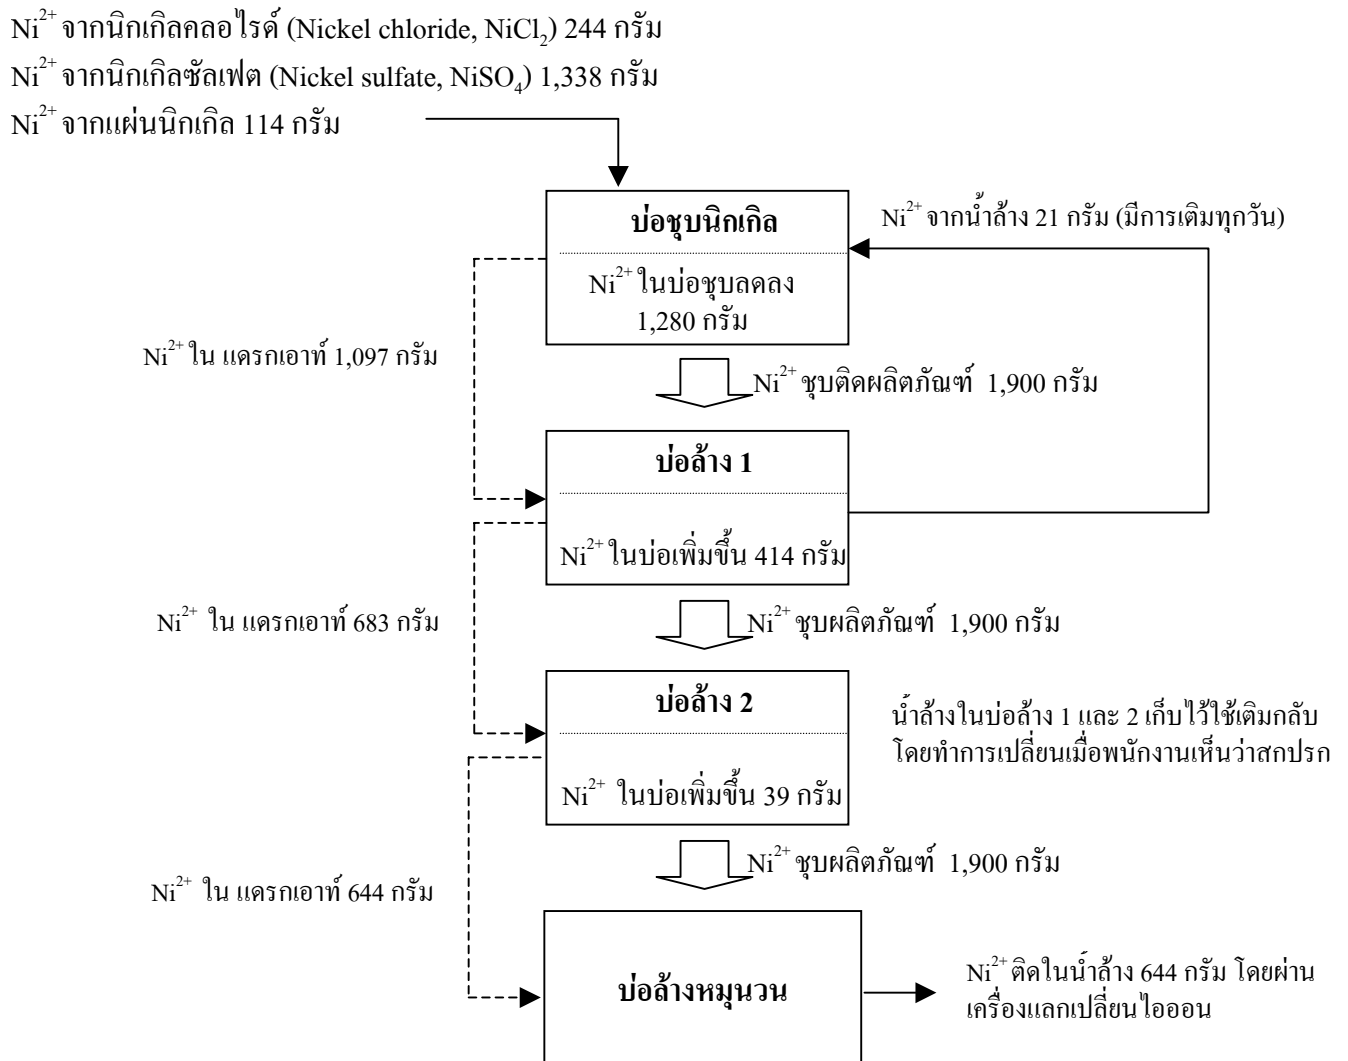 Ni²⁺ จากนิกเกิลคลอไรด์ (Nickel chloride, NiCl₂) 244 กรัม
Ni²⁺ จากนิกเกิลซัลเฟต (Nickel sulfate, NiSO₄) 1,338 กรัม
Ni²⁺ จากแผ่นนิกเกิล 114 กรัม
บ่อชุบนิกเกิล
Ni²⁺ จากน้ำล้าง 21 กรัม (มีการเติมทุกวัน)
Ni²⁺ ในบ่อชุบลดลง
1,280 กรัม
Ni²⁺ ใน แดรกเอาท์ 1,097 กรัม
Ni²⁺ ชุบติดผลิตภัณฑ์ 1,900 กรัม
บ่อล้าง 1
Ni²⁺ ในบ่อเพิ่มขึ้น 414 กรัม
Ni²⁺ ใน แดรกเอาท์ 683 กรัม
Ni²⁺ ชุบผลิตภัณฑ์ 1,900 กรัม
บ่อล้าง 2
น้ำล้างในบ่อล้าง 1 และ 2 เก็บไว้ใช้เติมกลับ
โดยทำการเปลี่ยนเมื่อพนักงานเห็นว่าสกปรก
Ni²⁺ ในบ่อเพิ่มขึ้น 39 กรัม
Ni²⁺ ชุบผลิตภัณฑ์ 1,900 กรัม
Ni²⁺ ใน แดรกเอาท์ 644 กรัม
บ่อล้างหมุนวน
Ni²⁺ ติดในน้ำล้าง 644 กรัม โดยผ่าน
เครื่องแลกเปลี่ยนไอออน